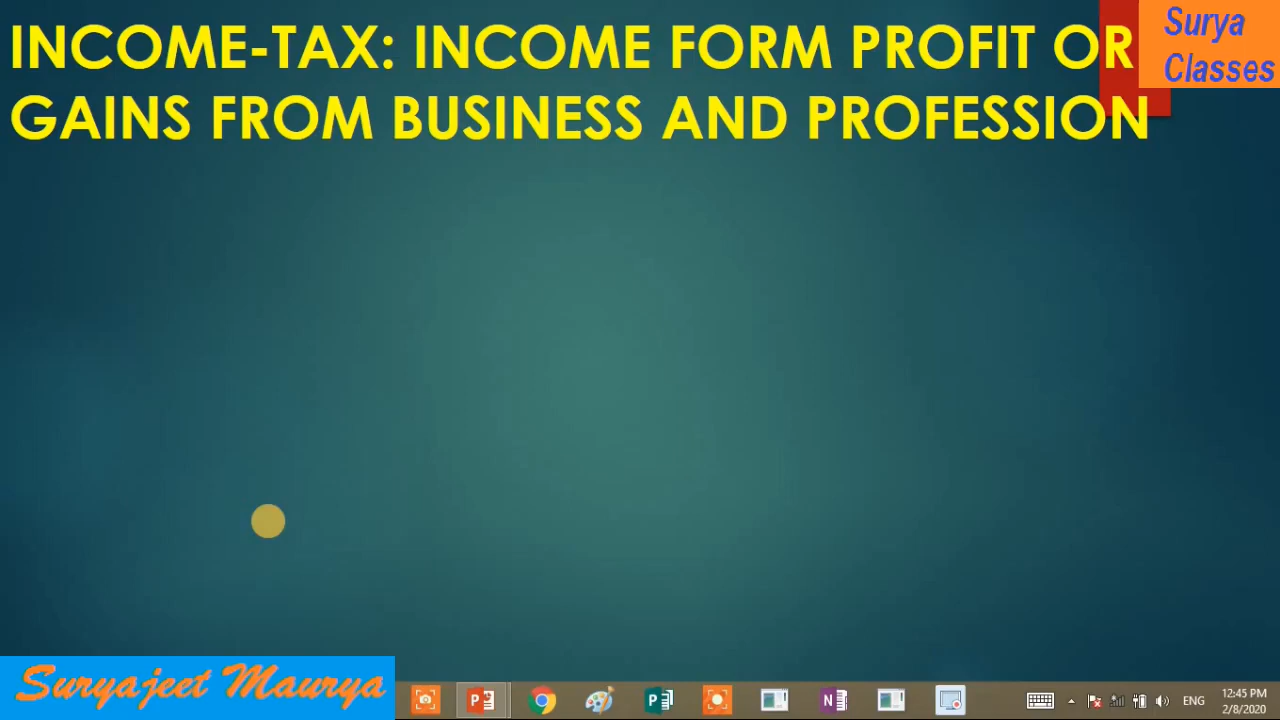 INCOME-TAX: INCOME FORM PROFIT OR
GAINS FROM BUSINESS AND PROFESSION
Surya
Classes
Suryajeet Maurya
ENG
12:45 PM
2/8/2020